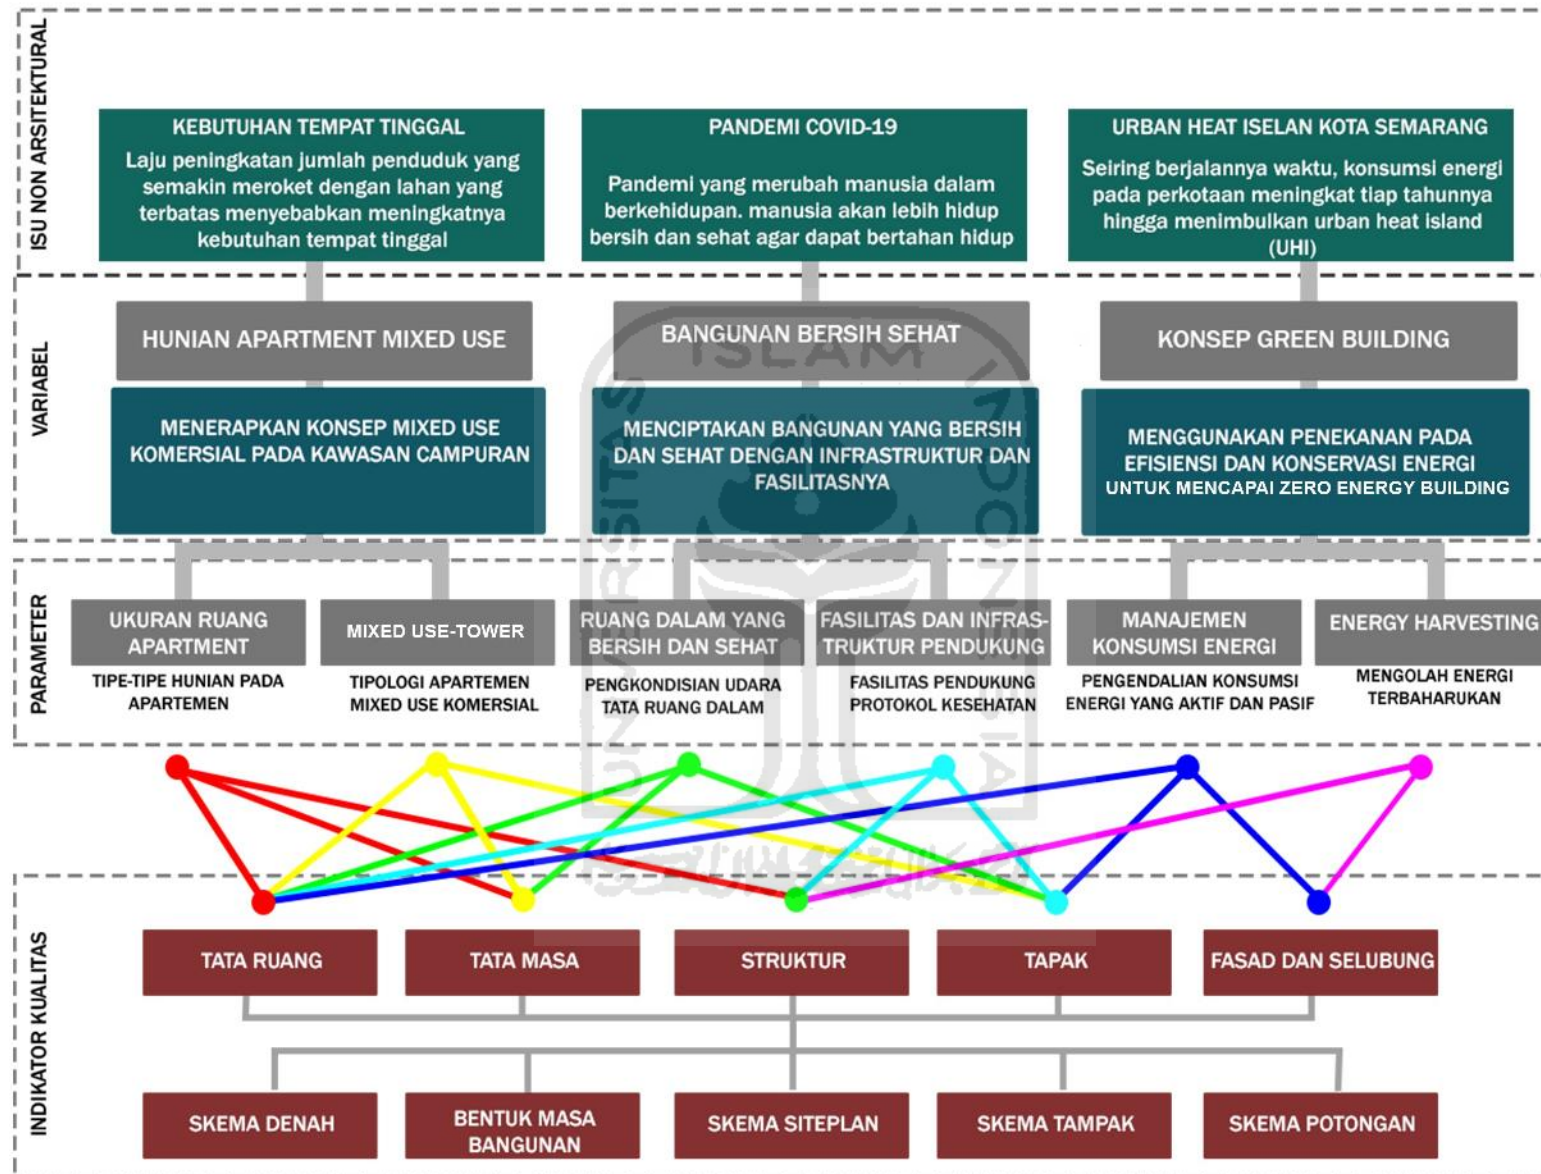 ISU NON ARSITEKTURAL
KEBUTUHAN TEMPAT TINGGAL
Laju peningkatan jumlah penduduk yang
semakin meroket dengan lahan yang
terbatas menyebabkan meningkatnya
kebutuhan tempat tinggal
PANDEMI COVID-19
Pandemi yang merubah manusia dalam
berkehidupan. manusia akan lebih hidup
bersih dan sehat agar dapat bertahan hidup
URBAN HEAT ISELAN KOTA SEMARANG
Seiring berjalannya waktu, konsumsi energi
pada perkotaan meningkat tiap tahunnya
hingga menimbulkan urban heat island
(UHI)
VARIABEL
HUNIAN APARTMENT MIXED USE
MENERAPKAN KONSEP MIXED USE
KOMERSIAL PADA KAWASAN CAMPURAN
BANGUNAN BERSIH SEHAT
MENCIPTAKAN BANGUNAN YANG BERSIH
DAN SEHAT DENGAN INFRASTRUKTUR DAN
FASILITASNYA
KONSEP GREEN BUILDING
MENGGUNAKAN PENEKANAN PADA
EFISIENSI DAN KONSERVASI ENERGI
UNTUK MENCAPAI ZERO ENERGY BUILDING
PARAMETER
UKURAN RUANG
APARTMENT
TIPE-TIPE HUNIAN PADA
APARTEMEN
MIXED USE-TOWER
TIPOLOGI APARTEMEN
MIXED USE KOMERSIAL
RUANG DALAM YANG
BERSIH DAN SEHAT
PENGKONDISIAN UDARA
TATA RUANG DALAM
FASILITAS DAN INFRAS-
TRUKTUR PENDUKUNG
FASILITAS PENDUKUNG
PROTOKOL KESEHATAN
MANAJEMEN
KONSUMSI ENERGI
PENGENDALIAN KONSUMSI
ENERGI YANG AKTIF DAN PASIF
ENERGY HARVESTING
MENGOLAH ENERGI
TERBAHARUKAN
INDIKATOR KUALITAS
TATA RUANG
TATA MASA
STRUKTUR
TAPAK
FASAD DAN SELUBUNG
SKEMA DENAH
BENTUK MASA
BANGUNAN
SKEMA SITEPLAN
SKEMA TAMPAK
SKEMA POTONGAN
UNIVERSITAS
ISLAM
INDONESIA